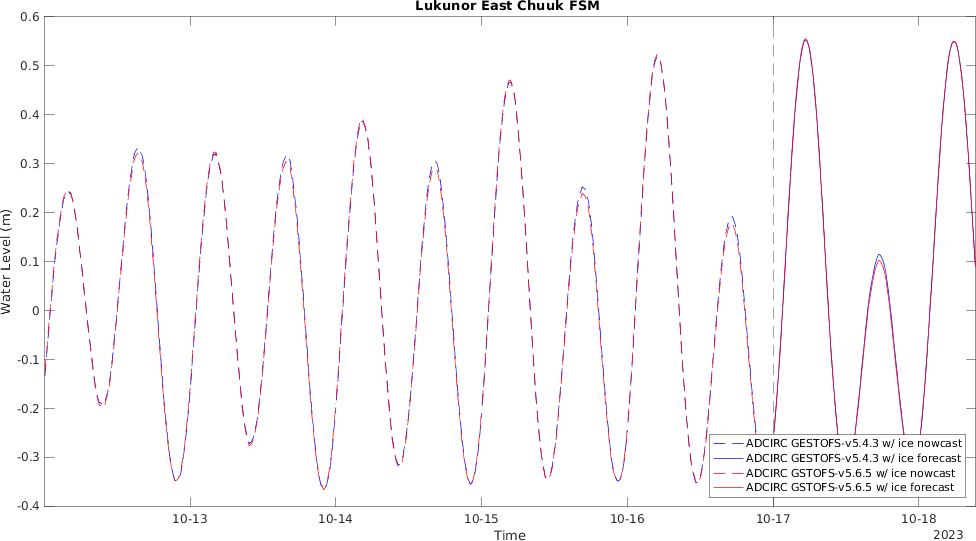 Lukunor East Chuuk FSM
0.6
0.5
0.4
0.3
0.2
0.1
0
-0.1
-0.2
-0.3
-0.4
Water Level (m)
ADCIRC GESTOFS-v5.4.3 w/ ice nowcast
ADCIRC GESTOFS-v5.4.3 w/ ice forecast
ADCIRC GSTOFS-v5.6.5 w/ ice nowcast
ADCIRC GSTOFS-v5.6.5 w/ ice forecast
10-13 10-14 10-15 10-16 10-17 10-18
Time
2023